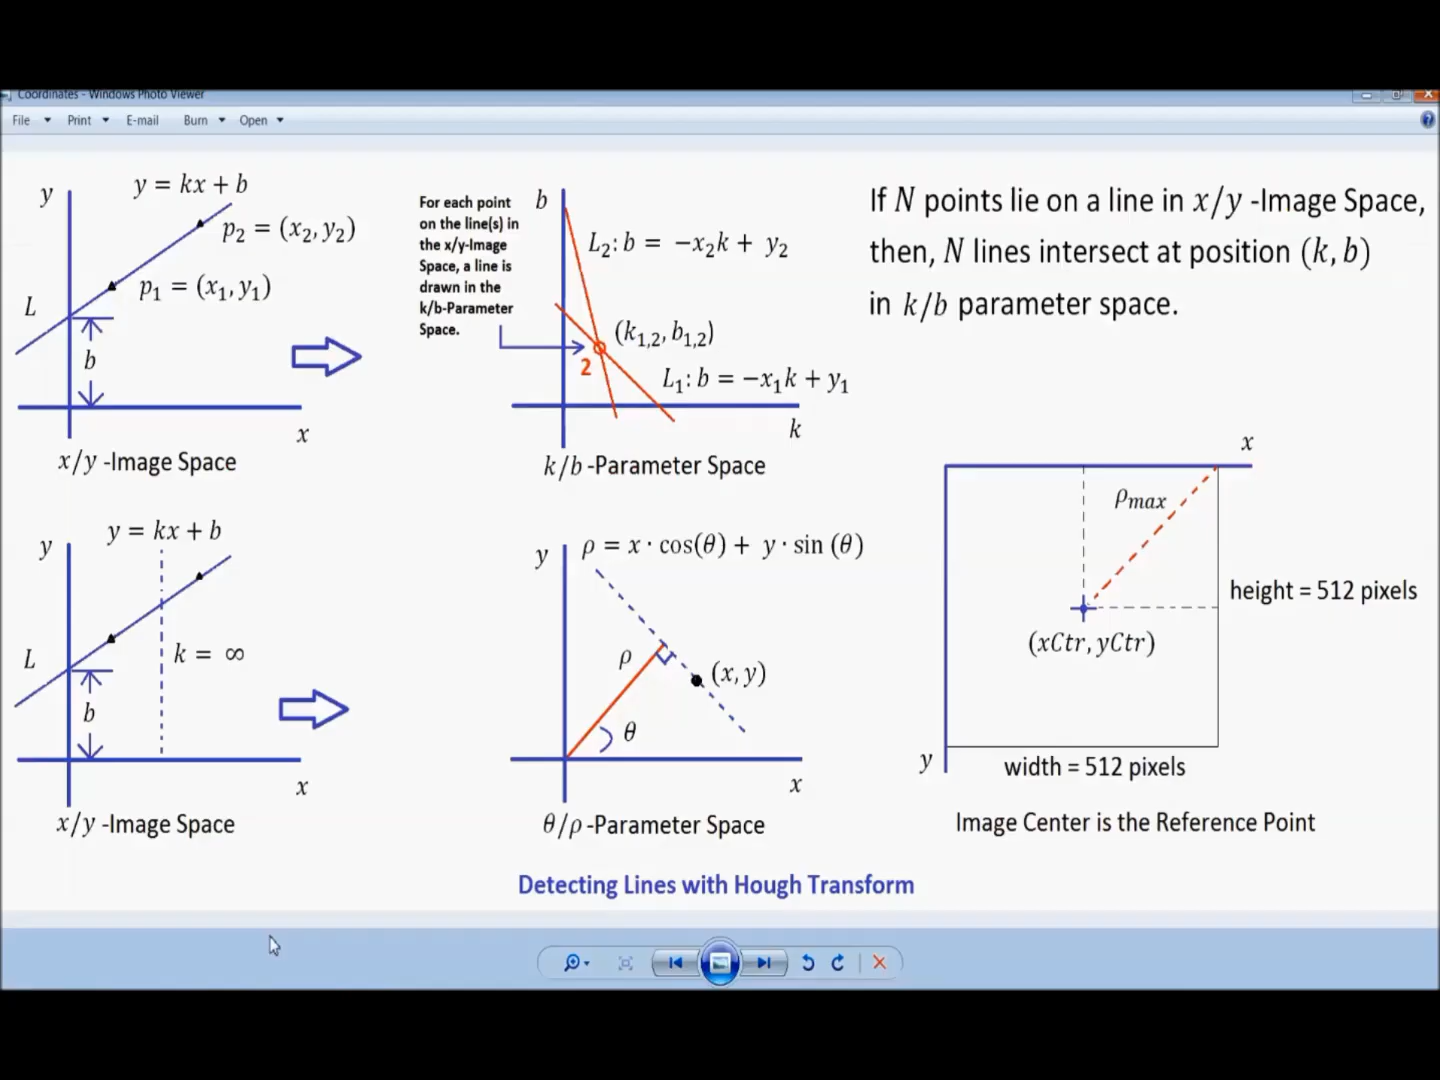 Coordinates - Windows Photo Viewer
File Print E-mail Burn Open
y
y = kx + b
p₂ = (x₂, y₂)
p₁ = (x₁, y₁)
L
b
x
x/y -Image Space
For each point
on the line(s) in
the x/y-Image
Space, a line is
drawn in the
k/b-Parameter
Space.
b
L₂: b = −x₂k + y₂
(k₁,₂, b₁,₂)
2
L₁: b = −x₁k + y₁
k
k/b -Parameter Space
If N points lie on a line in x/y -Image Space,
then, N lines intersect at position (k, b)
in k/b parameter space.
y
y = kx + b
L
k = ∞
b
x
x/y -Image Space
y
ρ = x · cos(θ) + y · sin (θ)
ρ
(x, y)
θ
x
θ/ρ -Parameter Space
x
ρmax
height = 512 pixels
(xCtr, yCtr)
y
width = 512 pixels
Image Center is the Reference Point
Detecting Lines with Hough Transform